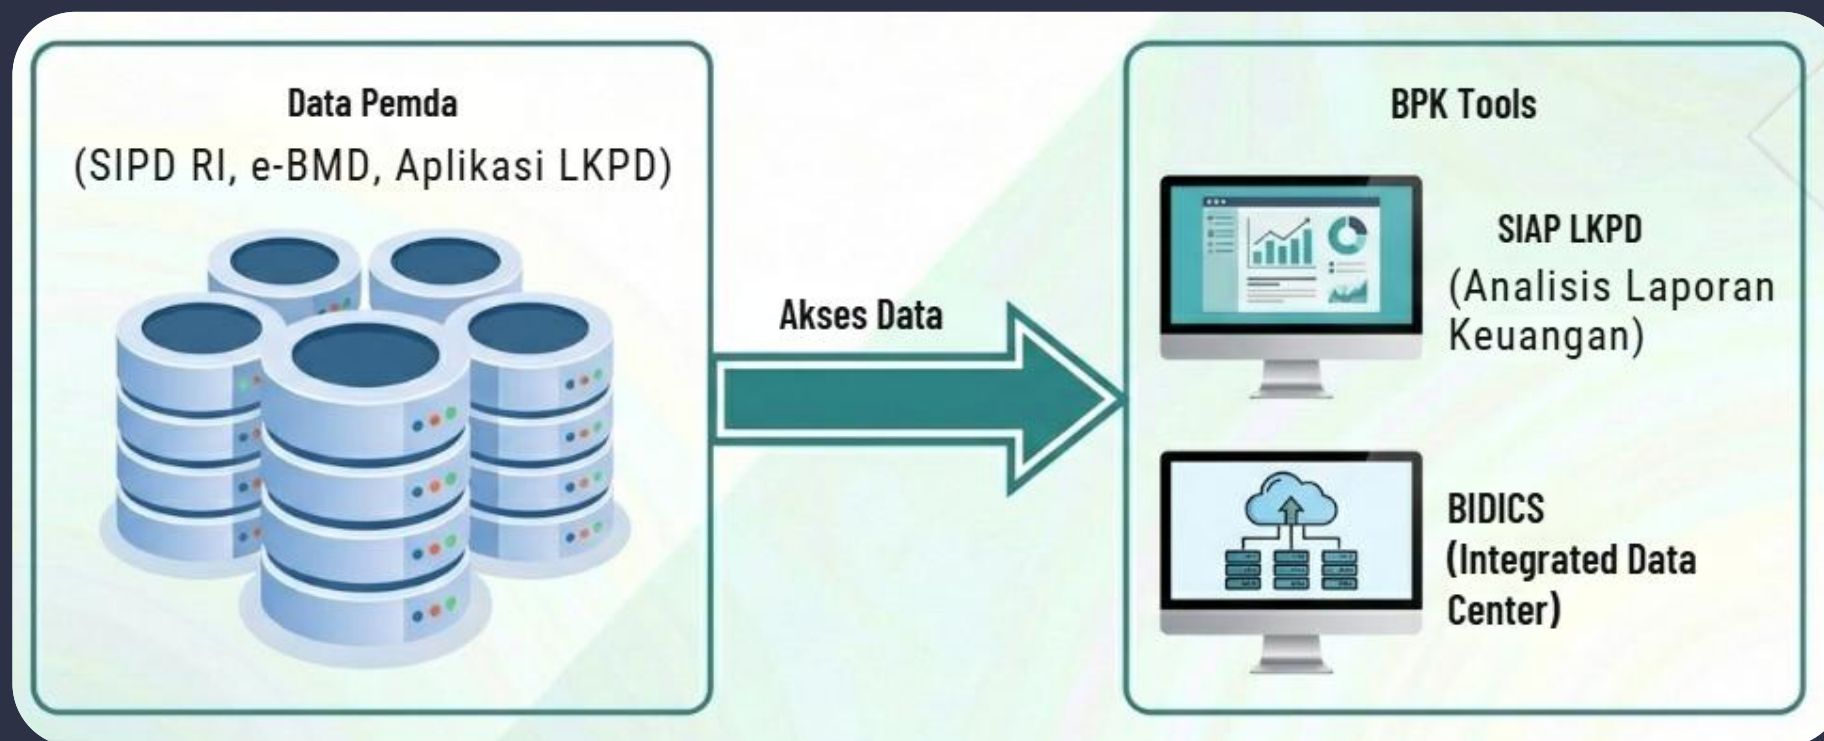 Data Pemda
(SIPD RI, e-BMD, Aplikasi LKPD)
Akses Data
BPK Tools
SIAP LKPD
(Analisis Laporan
Keuangan)
BIDICS
(Integrated Data
Center)